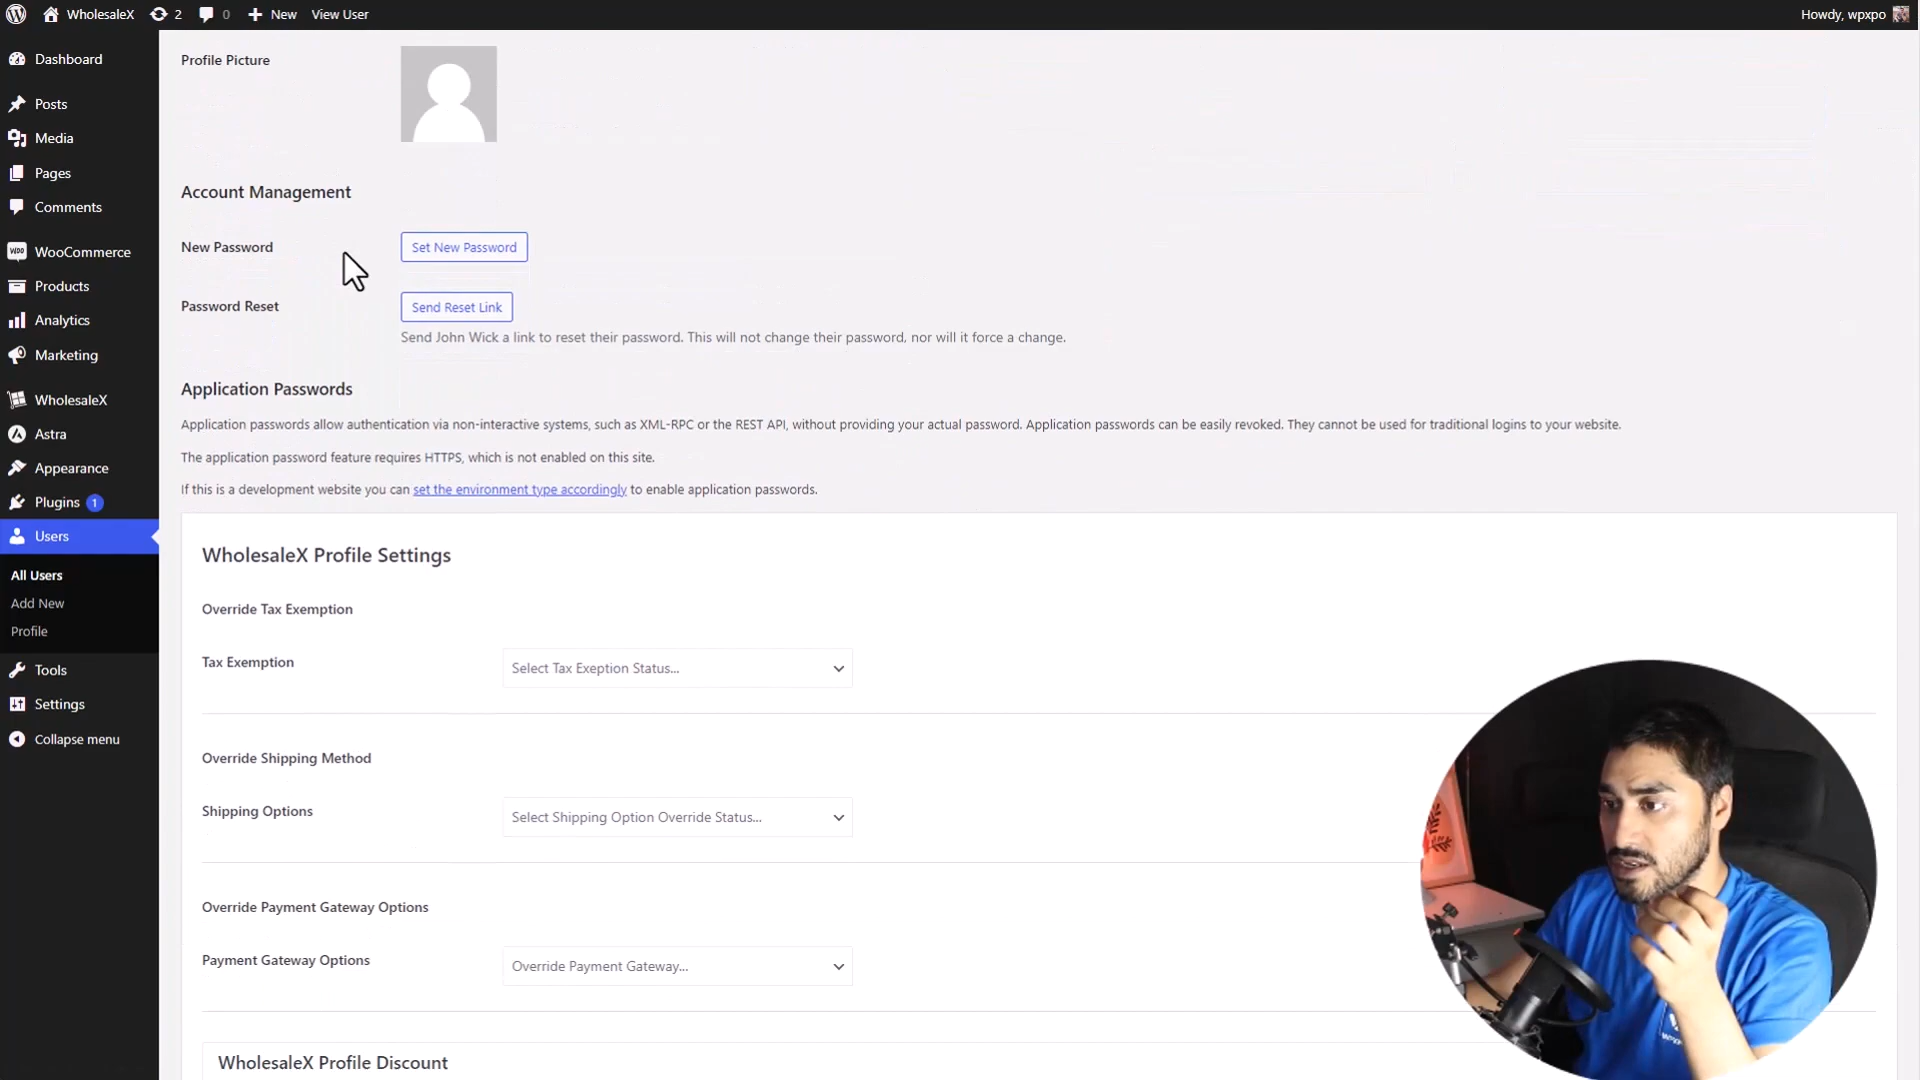 WholesaleX 2 0 New View User Howdy, wpxpo
Dashboard
Posts
Media
Pages
Comments
WooCommerce
Products
Analytics
Marketing
WholesaleX
Astra
Appearance
Plugins 1
Users
All Users
Add New
Profile
Tools
Settings
Collapse menu
Profile Picture
Account Management
New Password Set New Password
Password Reset Send Reset Link
Send John Wick a link to reset their password. This will not change their password, nor will it force a change.
Application Passwords
Application passwords allow authentication via non-interactive systems, such as XML-RPC or the REST API, without providing your actual password. Application passwords can be easily revoked. They cannot be used for traditional logins to your website.
The application password feature requires HTTPS, which is not enabled on this site.
If this is a development website you can set the environment type accordingly to enable application passwords.
WholesaleX Profile Settings
Override Tax Exemption
Tax Exemption Select Tax Exeption Status...
Override Shipping Method
Shipping Options Select Shipping Option Override Status...
Override Payment Gateway Options
Payment Gateway Options Override Payment Gateway...
WholesaleX Profile Discount